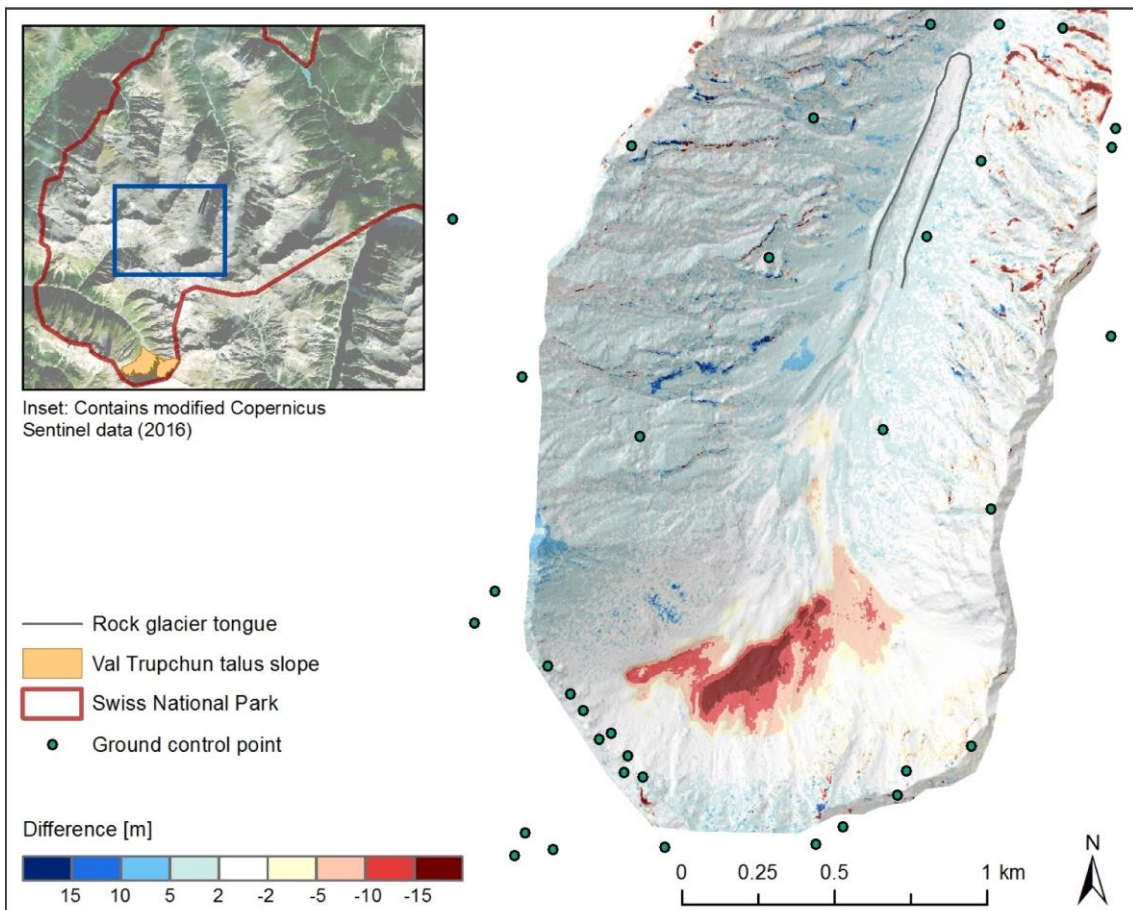 Inset: Contains modified Copernicus
Sentinel data (2016)
Rock glacier tongue
Val Trupchun talus slope
Swiss National Park
Ground control point
Difference [m]
15 10 5 2 -2 -5 -10 -15
N
0 0.25 0.5 1 km